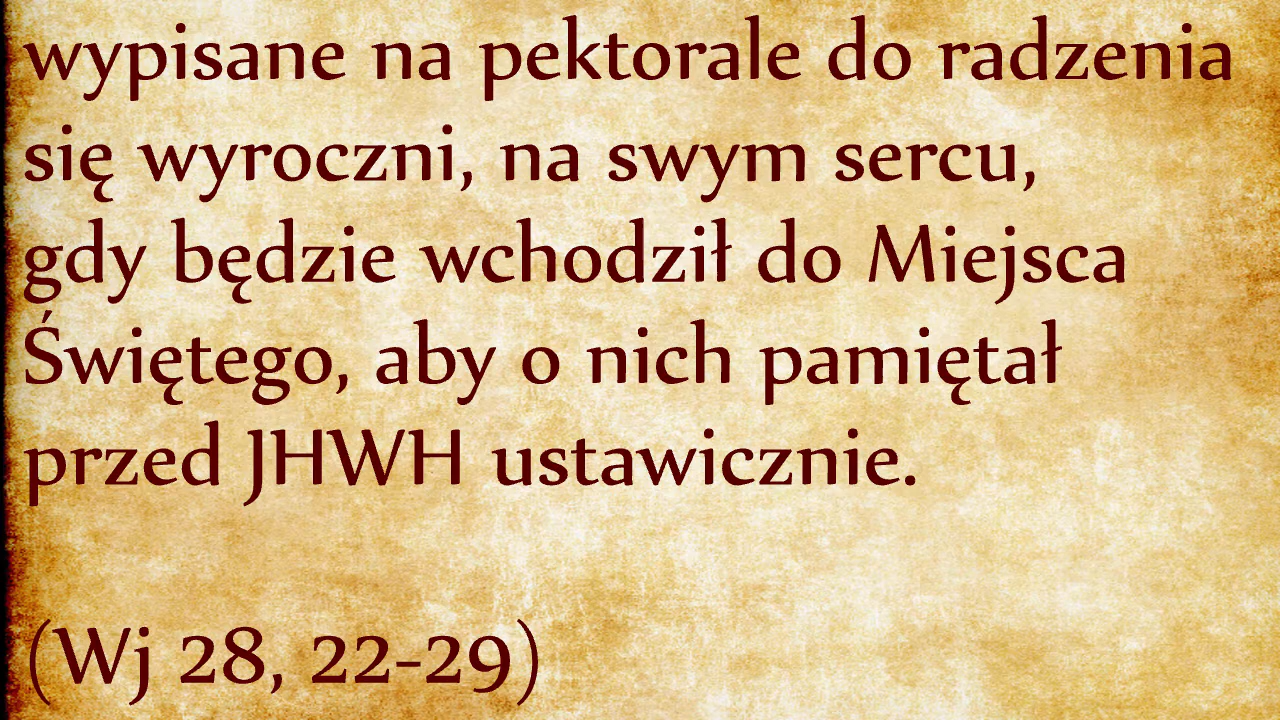 wypisane na pektorale do radzenia
się wyroczni, na swym sercu,
gdy będzie wchodził do Miejsca
Świętego, aby o nich pamiętał
przed JHWH ustawicznie.
(Wj 28, 22-29)